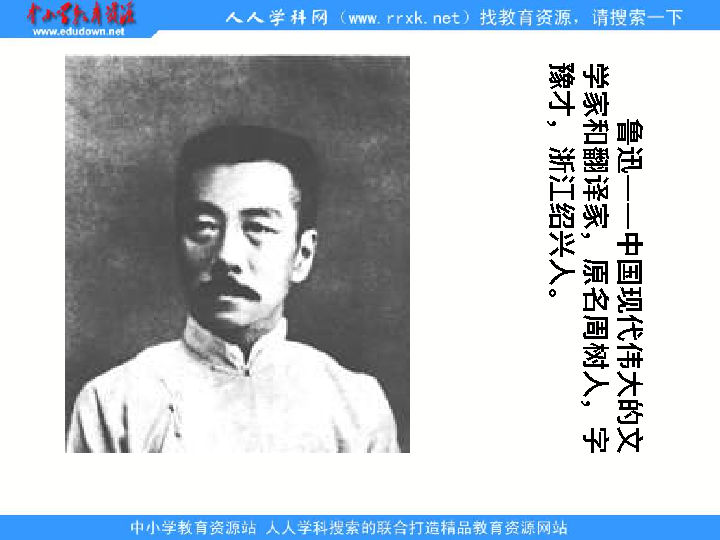 中小学教育资源
www.edudown.net
人人学科网（www.rrxk.net）找教育资源，请搜索一下
鲁迅——中国现代伟大的文
学家和翻译家，原名周树人，字
豫才，浙江绍兴人。
中小学教育资源站 人人学科搜索的联合打造精品教育资源网站